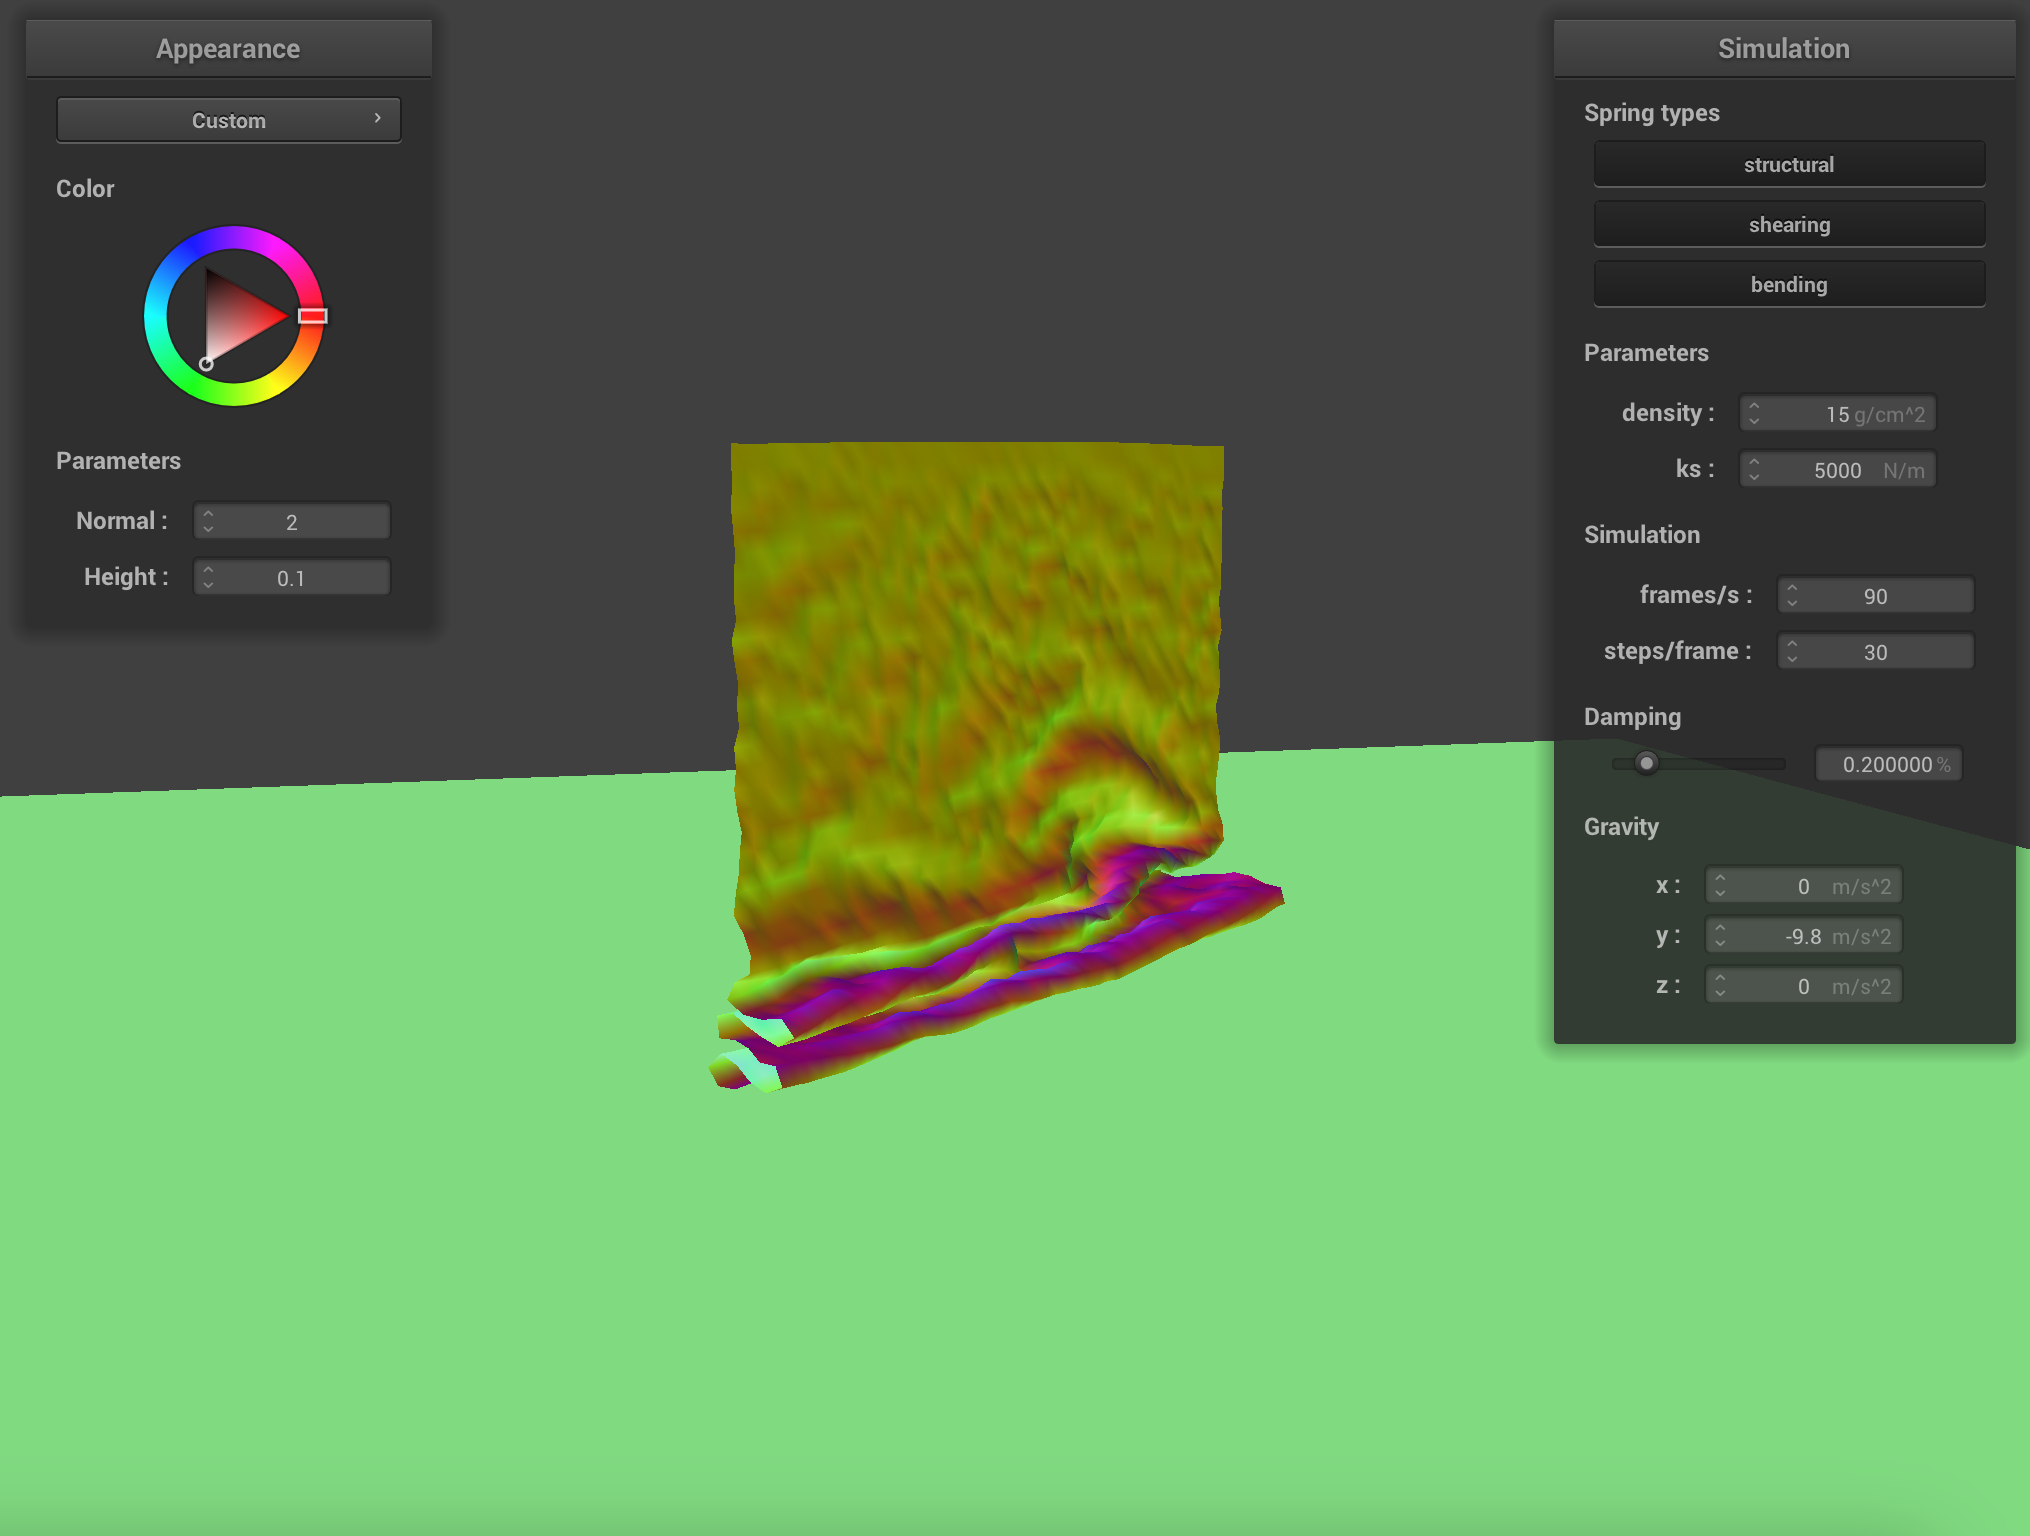 Appearance
Custom
Color
Parameters
Normal : 2
Height : 0.1
Simulation
Spring types
structural
shearing
bending
Parameters
density : 15 g/cm^2
ks : 5000 N/m
Simulation
frames/s : 90
steps/frame : 30
Damping
0.200000 %
Gravity
x : 0 m/s^2
y : -9.8 m/s^2
z : 0 m/s^2